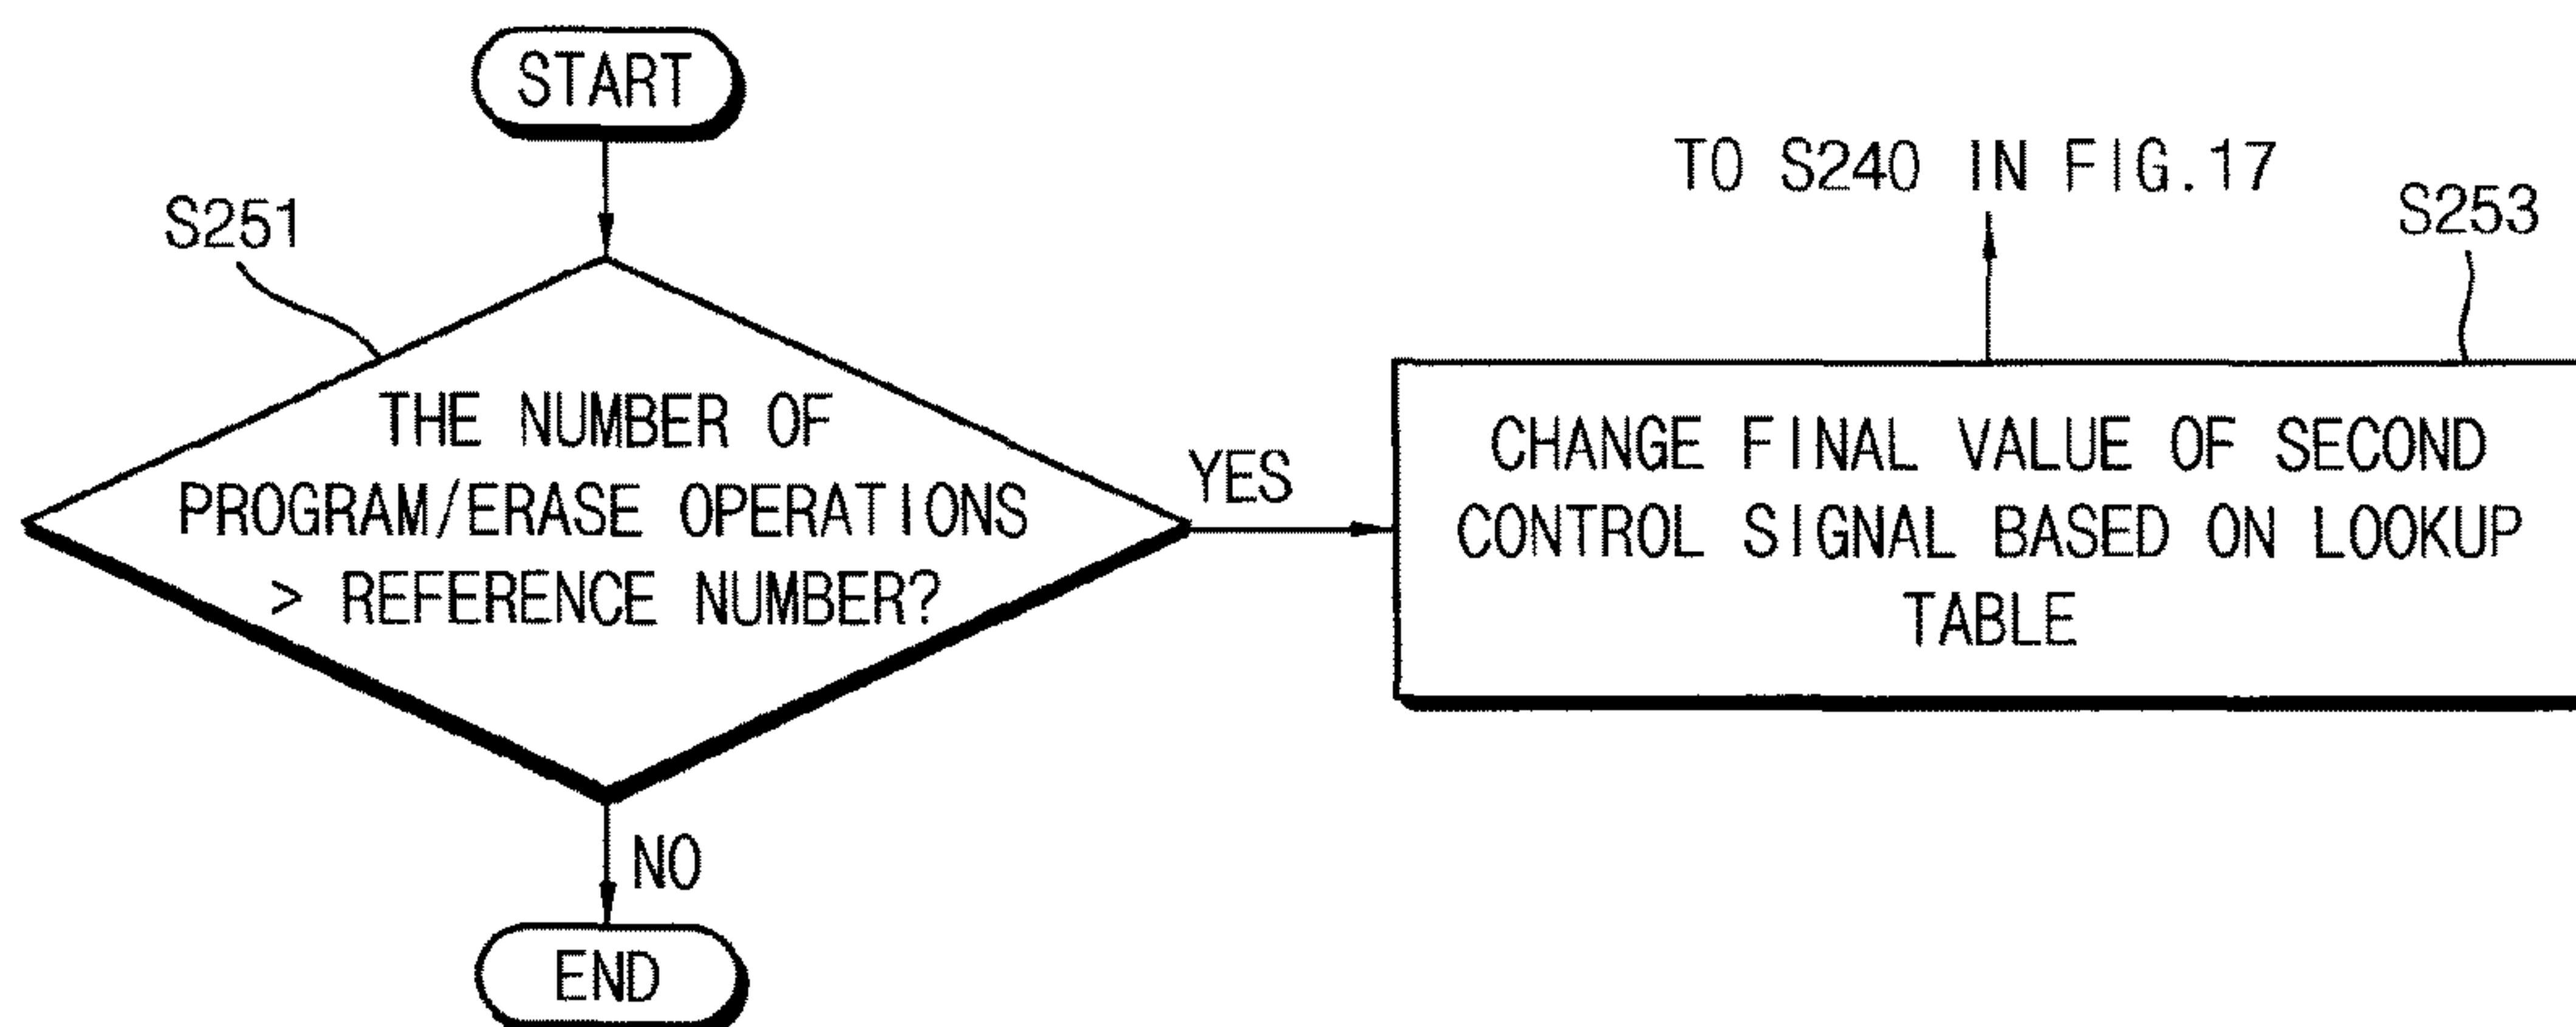 START
TO S240 IN FIG.17
S251
S253
THE NUMBER OF
PROGRAM/ERASE OPERATIONS
> REFERENCE NUMBER?
YES
CHANGE FINAL VALUE OF SECOND
CONTROL SIGNAL BASED ON LOOKUP
TABLE
NO
END